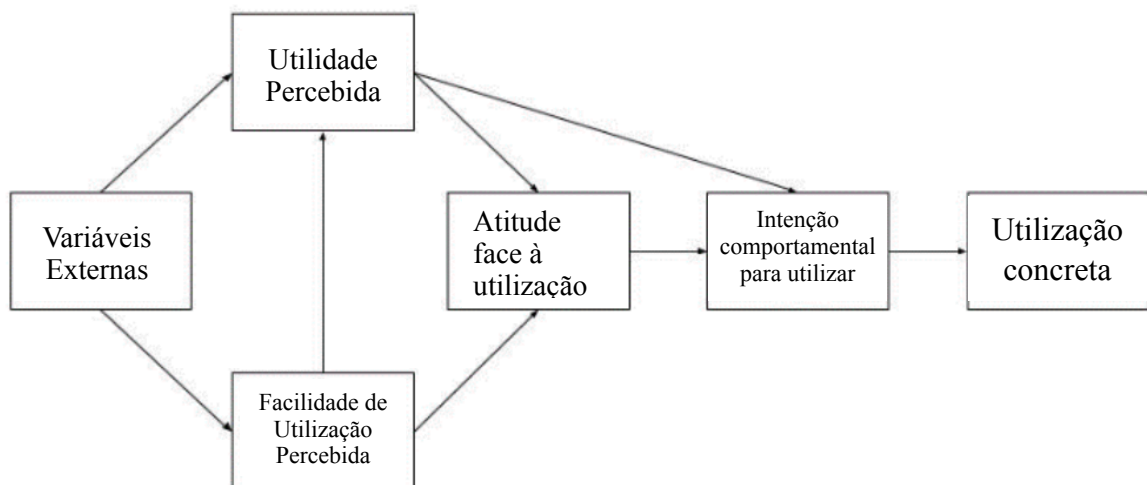 Utilidade
Percebida
Variáveis
Externas
Atitude
face à
utilização
Intenção
comportamental
para utilizar
Utilização
concreta
Facilidade de
Utilização
Percebida